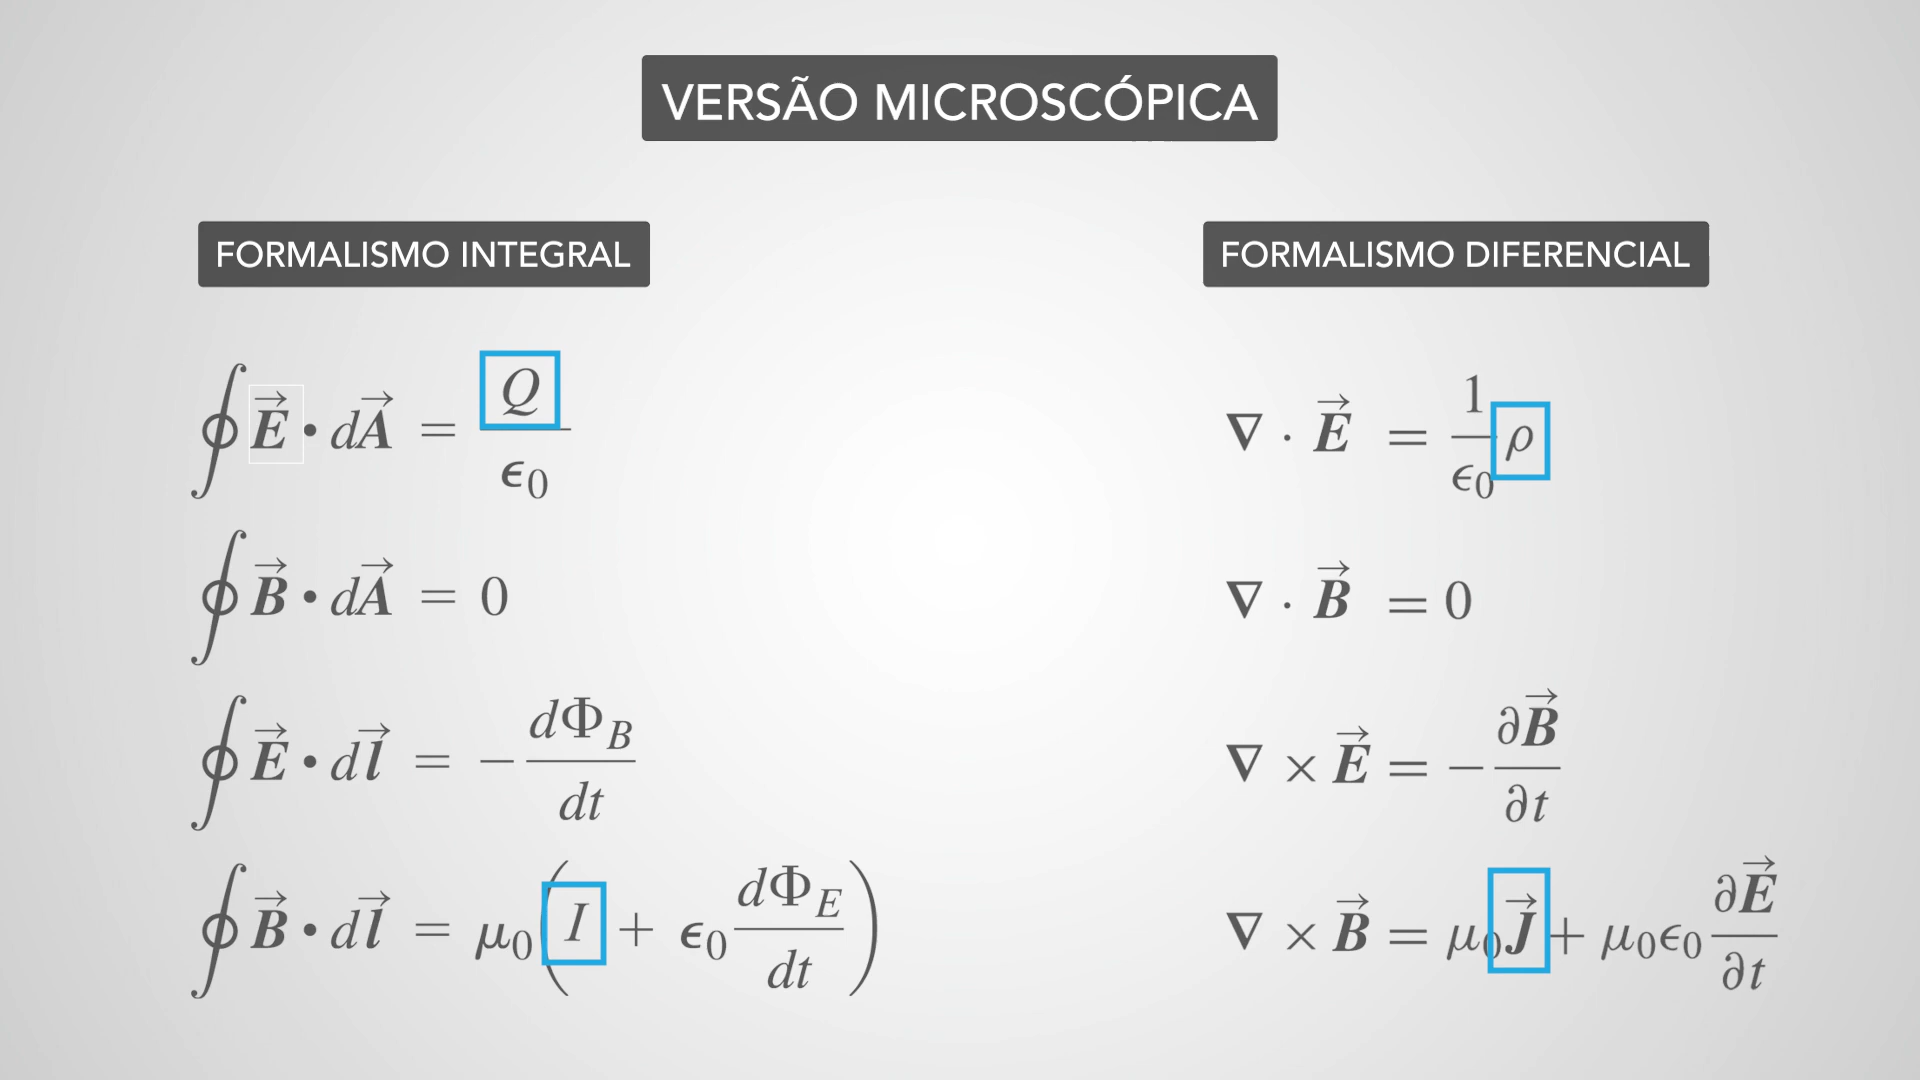 VERSÃO MICROSCÓPICA
FORMALISMO INTEGRAL
∮ E⃗ • dA⃗ = Q / ϵ₀
∮ B⃗ • dA⃗ = 0
∮ E⃗ • dl⃗ = − dΦ_B / dt
∮ B⃗ • dl⃗ = μ₀ ( I + ϵ₀ dΦ_E / dt )
FORMALISMO DIFERENCIAL
∇ · E⃗ = 1 / ϵ₀ ρ
∇ · B⃗ = 0
∇ × E⃗ = − ∂B⃗ / ∂t
∇ × B⃗ = μ₀ J⃗ + μ₀ϵ₀ ∂E⃗ / ∂t